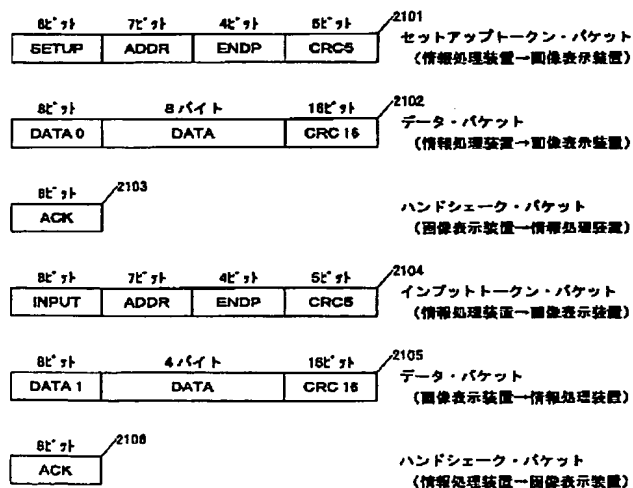 8ビット 7ビット 4ビット 5ビット 2101
SETUP ADDR ENDP CRC5 セットアップトークン・パケット
(情報処理装置→画像表示装置)
8ビット 8バイト 16ビット 2102
DATA 0 DATA CRC 16 データ・パケット
(情報処理装置→画像表示装置)
8ビット 2103
ACK ハンドシェーク・パケット
(画像表示装置→情報処理装置)
8ビット 7ビット 4ビット 5ビット 2104
INPUT ADDR ENDP CRC5 インプットトークン・パケット
(情報処理装置→画像表示装置)
8ビット 4バイト 16ビット 2105
DATA 1 DATA CRC 16 データ・パケット
(画像表示装置→情報処理装置)
8ビット 2106
ACK ハンドシェーク・パケット
(情報処理装置→画像表示装置)